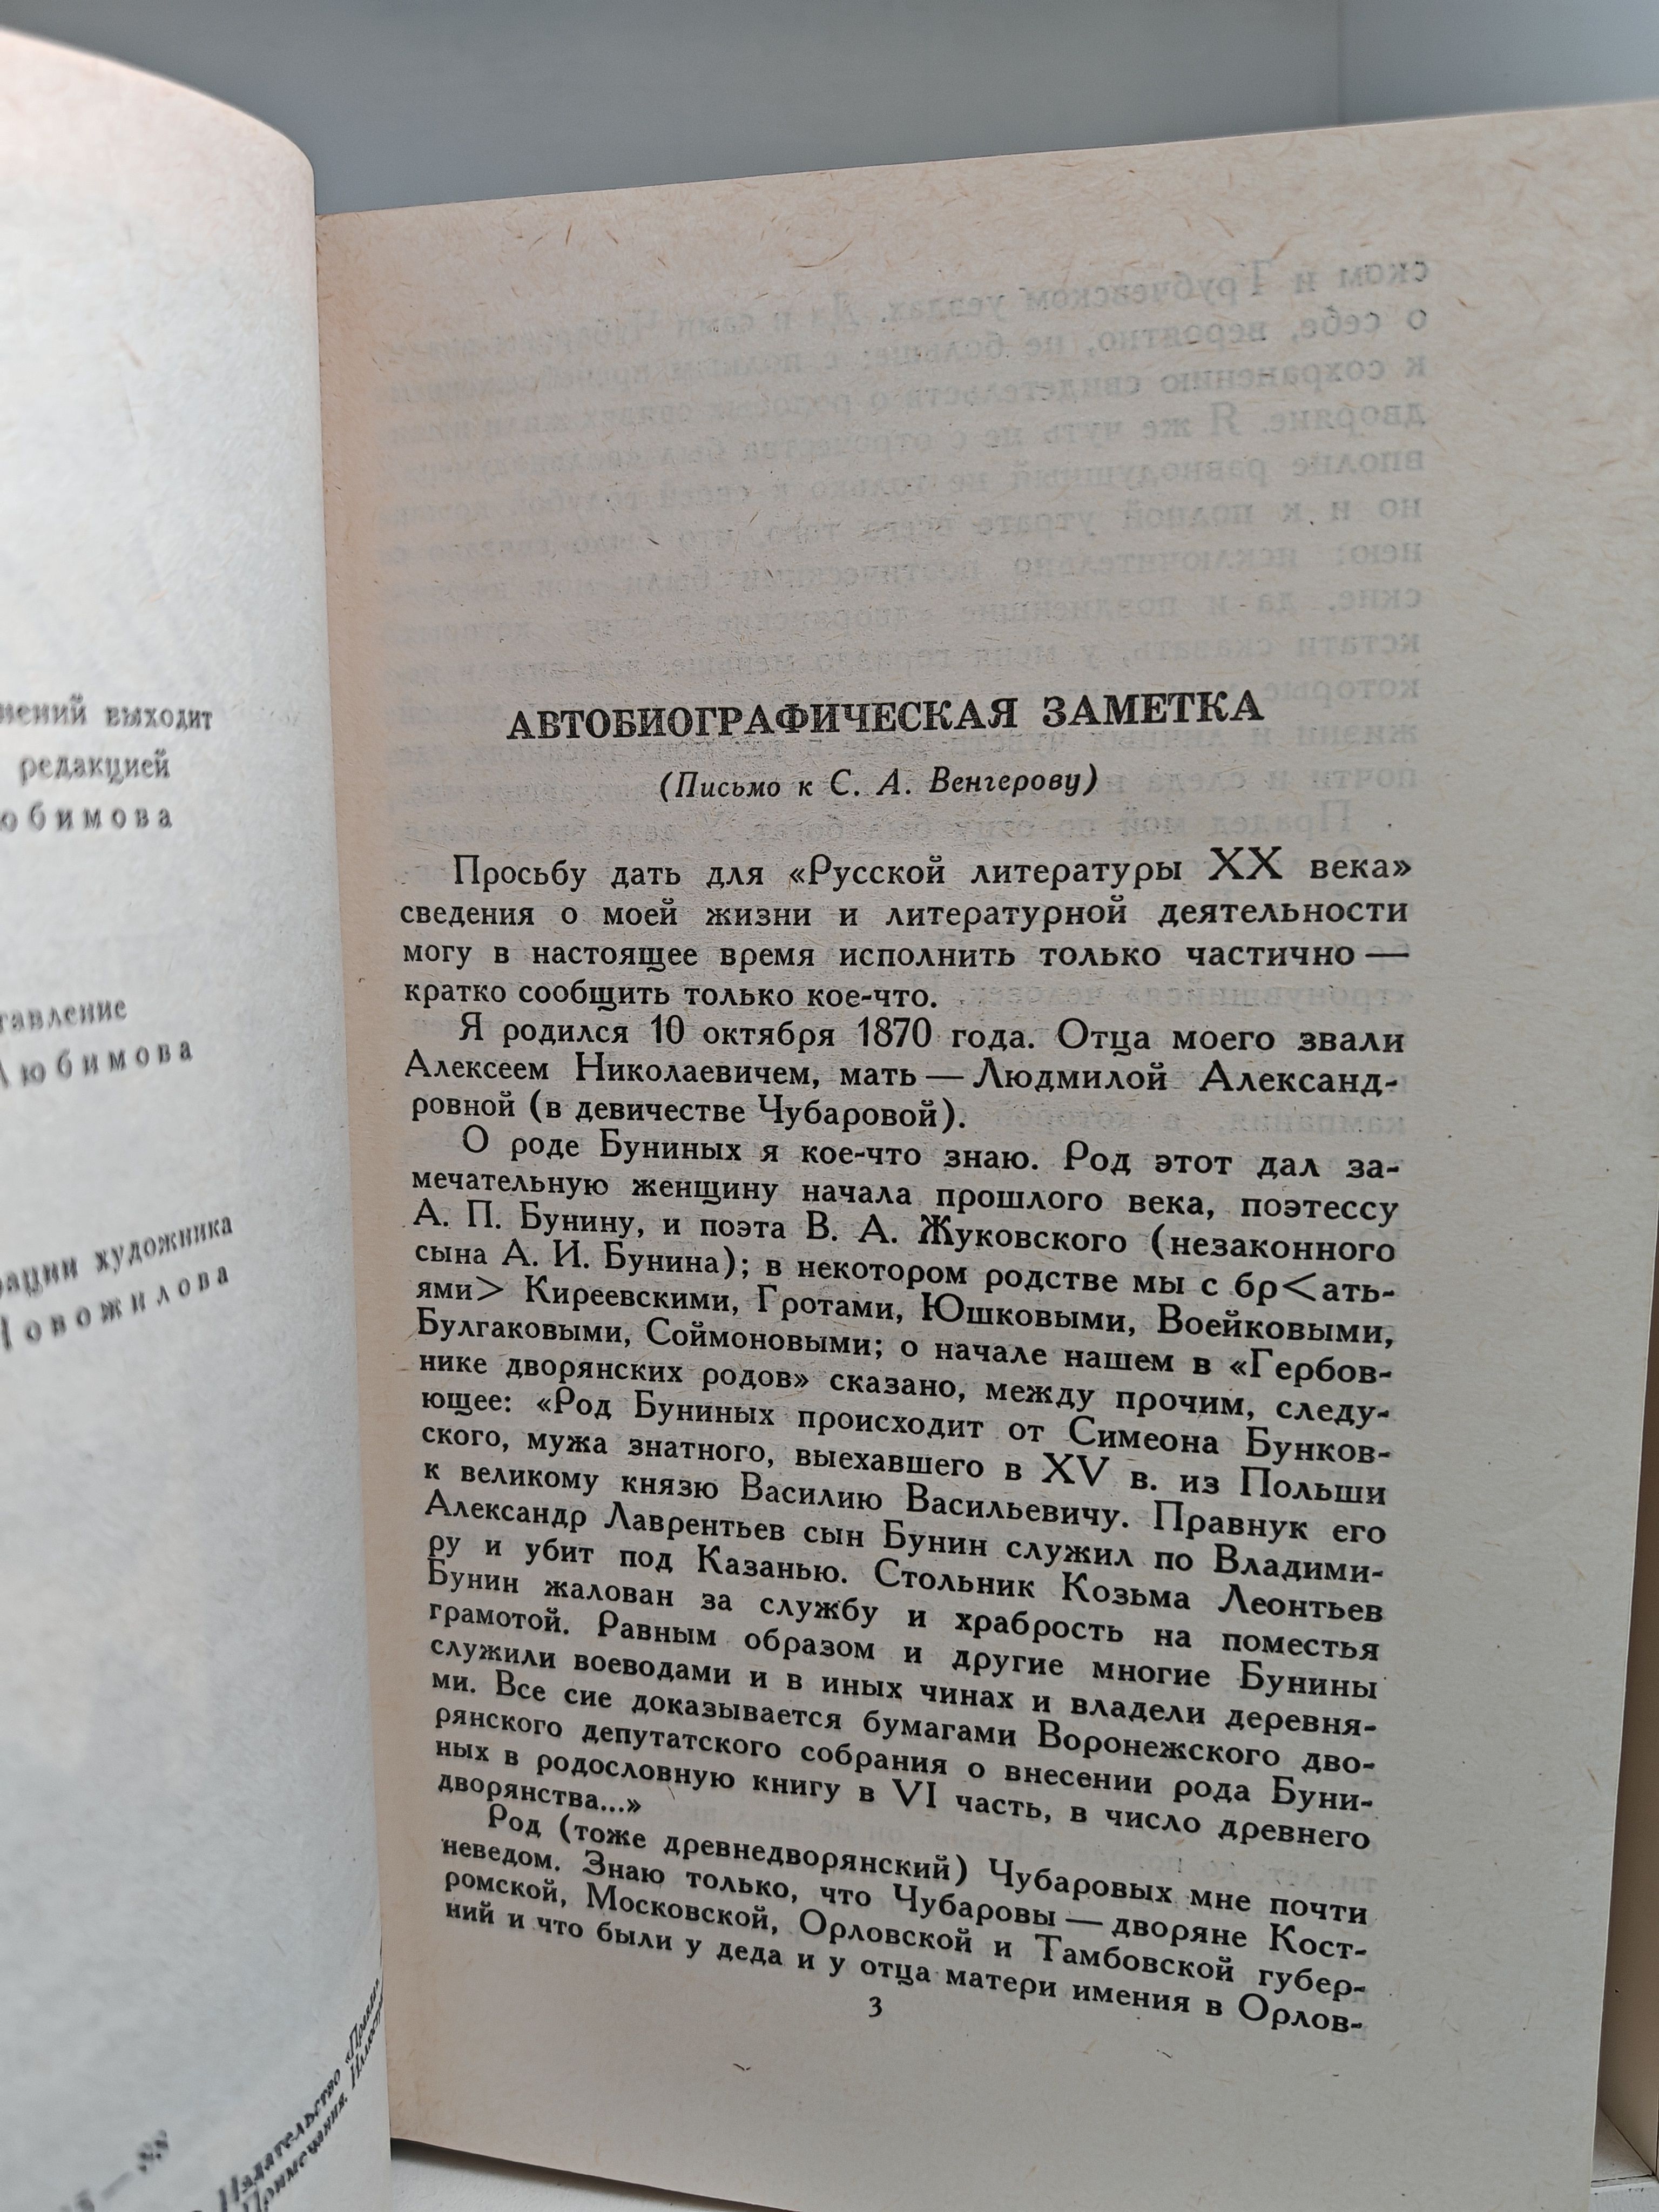 нений выходит
редакцией
юбимова
тавление
Любимова
рации художника
Новожилова
Издательство «Правда»
Примечания.
88
АВТОБИОГРАФИЧЕСКАЯ ЗАМЕТКА
(Письмо к С. А. Венгерову)
Просьбу дать для «Русской литературы XX века»
сведения о моей жизни и литературной деятельности
могу в настоящее время исполнить только частично —
кратко сообщить только кое-что.
Я родился 10 октября 1870 года. Отца моего звали
Алексеем Николаевичем, мать — Людмилой Александ-
ровной (в девичестве Чубаровой).
О роде Буниных я кое-что знаю. Род этот дал за-
мечательную женщину начала прошлого века, поэтессу
А. П. Бунину, и поэта В. А. Жуковского (незаконного
сына А. И. Бунина); в некотором родстве мы с бр<ать-
ями> Киреевскими, Гротами, Юшковыми, Воейковыми,
Булгаковыми, Соймоновыми; о начале нашем в «Гербов-
нике дворянских родов» сказано, между прочим, следу-
ющее: «Род Буниных происходит от Симеона Бунков-
ского, мужа знатного, выехавшего в XV в. из Польши
к великому князю Василию Васильевичу. Правнук его
Александр Лаврентьев сын Бунин служил по Владими-
ру и убит под Казанью. Стольник Козьма Леонтьев
Бунин жалован за службу и храбрость на поместья
грамотой. Равным образом и другие многие Бунины
служили воеводами и в иных чинах и владели деревня-
ми. Все сие доказывается бумагами Воронежского дво-
рянского депутатского собрания о внесении рода Буни-
ных в родословную книгу в VI часть, в число древнего
дворянства...»
Род (тоже древнедворянский) Чубаровых мне почти
неведом. Знаю только, что Чубаровы — дворяне Кост-
ромской, Московской, Орловской и Тамбовской губер-
ний и что были у деда и у отца матери имения в Орлов-
3